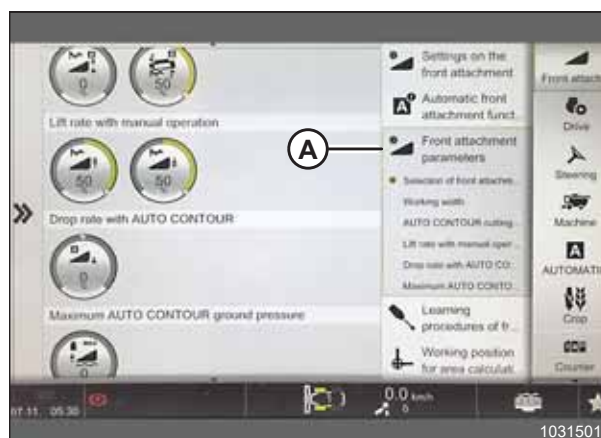 0
50
Lift rate with manual operation
50
50
Drop rate with AUTO CONTOUR
0
Maximum AUTO CONTOUR ground pressure
0
Settings on the
front attachment
Automatic front
attachment funct...
A
Front attachment
parameters
Selection of front attachm...
Working width
AUTO CONTOUR cutting...
Lift rate with manual oper...
Drop rate with AUTO CO...
Maximum AUTO CONTO...
Learning
procedures of fr...
Working position
for area calculati...
Front attach
Drive
Steering
Machine
AUTOMATI
Crop
Counter
07.11. 05:30
0.0 km/h
0
1031501